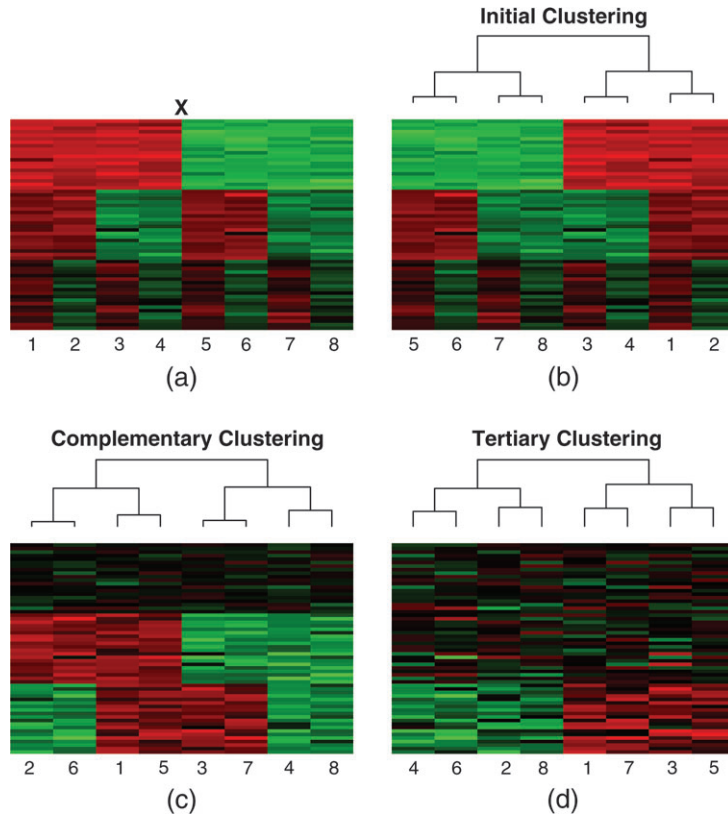 Initial Clustering
X
1 2 3 4 5 6 7 8
5 6 7 8 3 4 1 2
(a)
(b)
Complementary Clustering
Tertiary Clustering
2 6 1 5 3 7 4 8
4 6 2 8 1 7 3 5
(c)
(d)